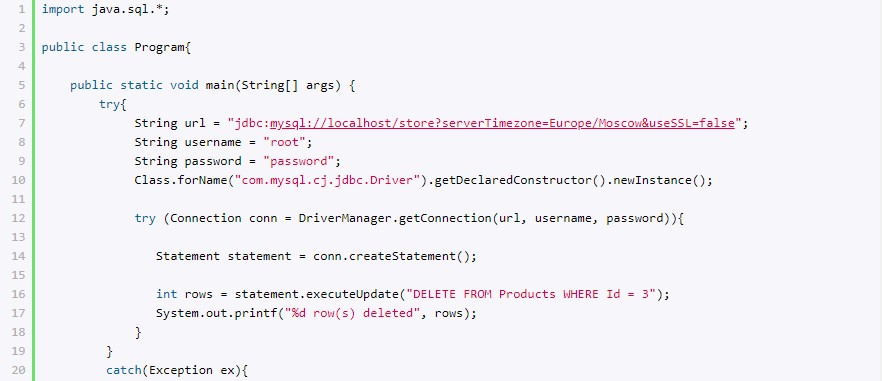 1 import java.sql.*;
2
3 public class Program{
4
5     public static void main(String[] args) {
6         try{
7             String url = "jdbc:mysql://localhost/store?serverTimezone=Europe/Moscow&useSSL=false";
8             String username = "root";
9             String password = "password";
10             Class.forName("com.mysql.cj.jdbc.Driver").getDeclaredConstructor().newInstance();
11
12             try (Connection conn = DriverManager.getConnection(url, username, password)){
13
14                Statement statement = conn.createStatement();
15
16                int rows = statement.executeUpdate("DELETE FROM Products WHERE Id = 3");
17                System.out.printf("%d row(s) deleted", rows);
18             }
19         }
20         catch(Exception ex){